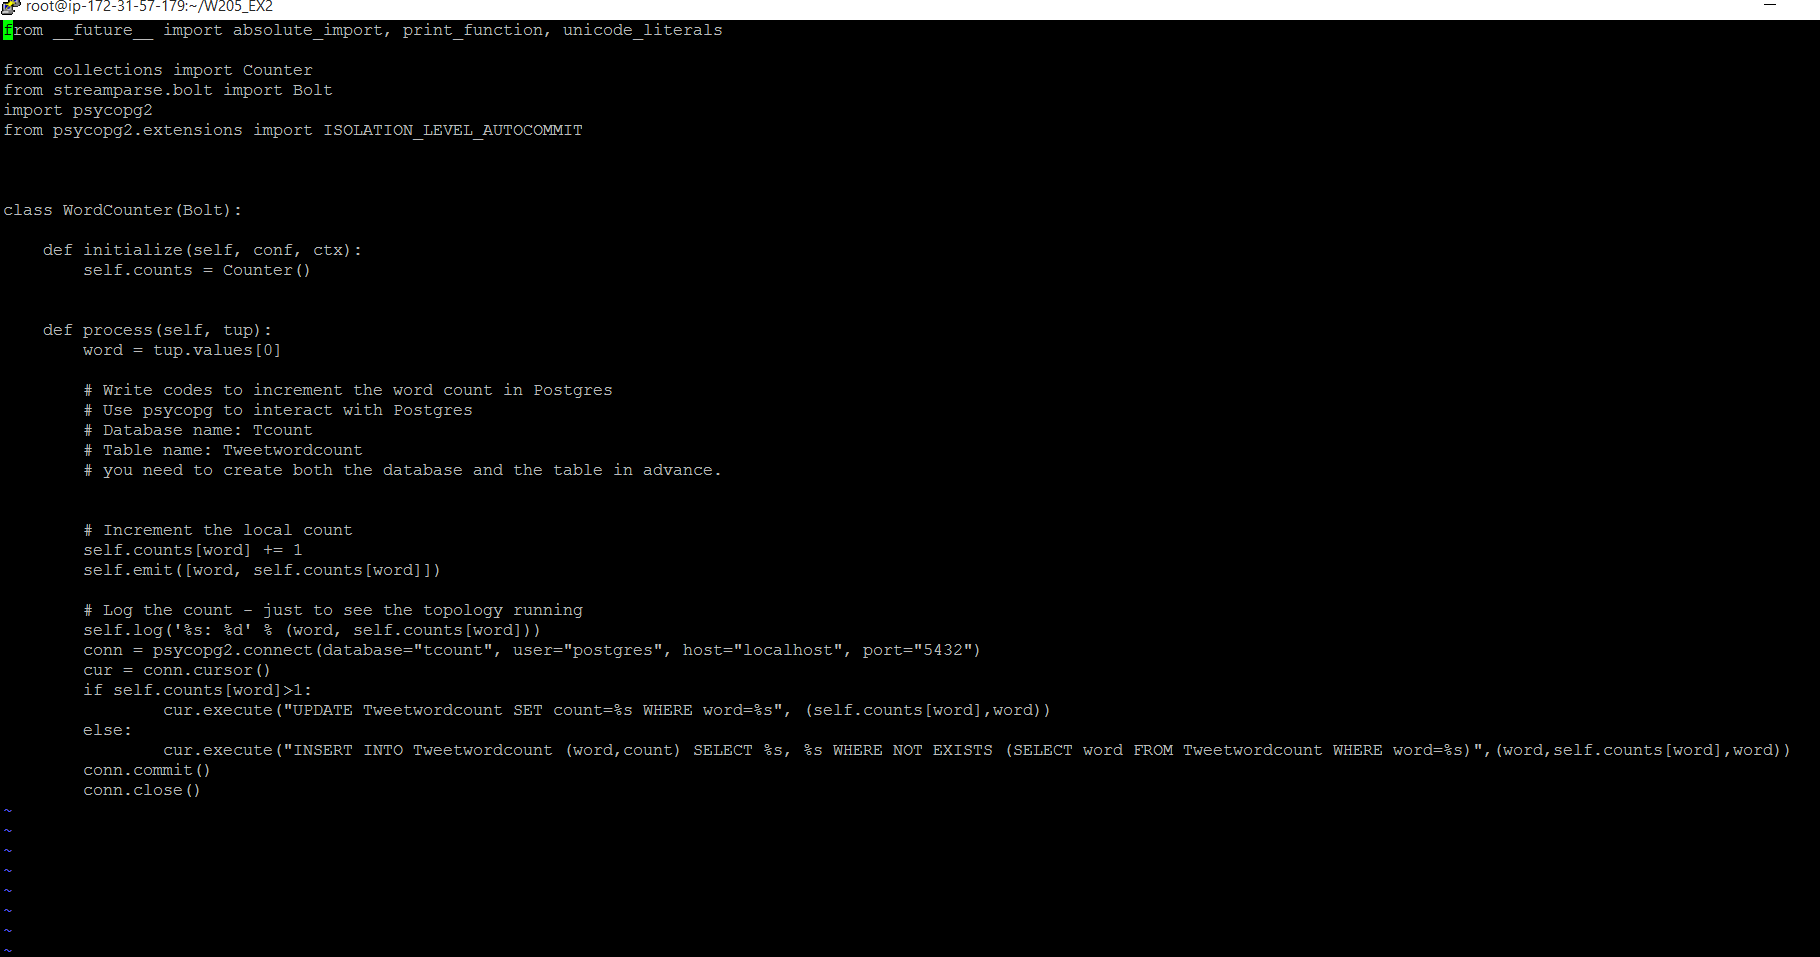 root@ip-172-31-57-179:~/W205_EX2
from __future__ import absolute_import, print_function, unicode_literals
from collections import Counter
from streamparse.bolt import Bolt
import psycopg2
from psycopg2.extensions import ISOLATION_LEVEL_AUTOCOMMIT
class WordCounter(Bolt):
    def initialize(self, conf, ctx):
        self.counts = Counter()
    def process(self, tup):
        word = tup.values[0]
        # Write codes to increment the word count in Postgres
        # Use psycopg to interact with Postgres
        # Database name: Tcount
        # Table name: Tweetwordcount
        # you need to create both the database and the table in advance.
        # Increment the local count
        self.counts[word] += 1
        self.emit([word, self.counts[word]])
        # Log the count - just to see the topology running
        self.log('%s: %d' % (word, self.counts[word]))
        conn = psycopg2.connect(database="tcount", user="postgres", host="localhost", port="5432")
        cur = conn.cursor()
        if self.counts[word]>1:
                cur.execute("UPDATE Tweetwordcount SET count=%s WHERE word=%s", (self.counts[word],word))
        else:
                cur.execute("INSERT INTO Tweetwordcount (word,count) SELECT %s, %s WHERE NOT EXISTS (SELECT word FROM Tweetwordcount WHERE word=%s)",(word,self.counts[word],word))
        conn.commit()
        conn.close()
~
~
~
~
~
~
~
~